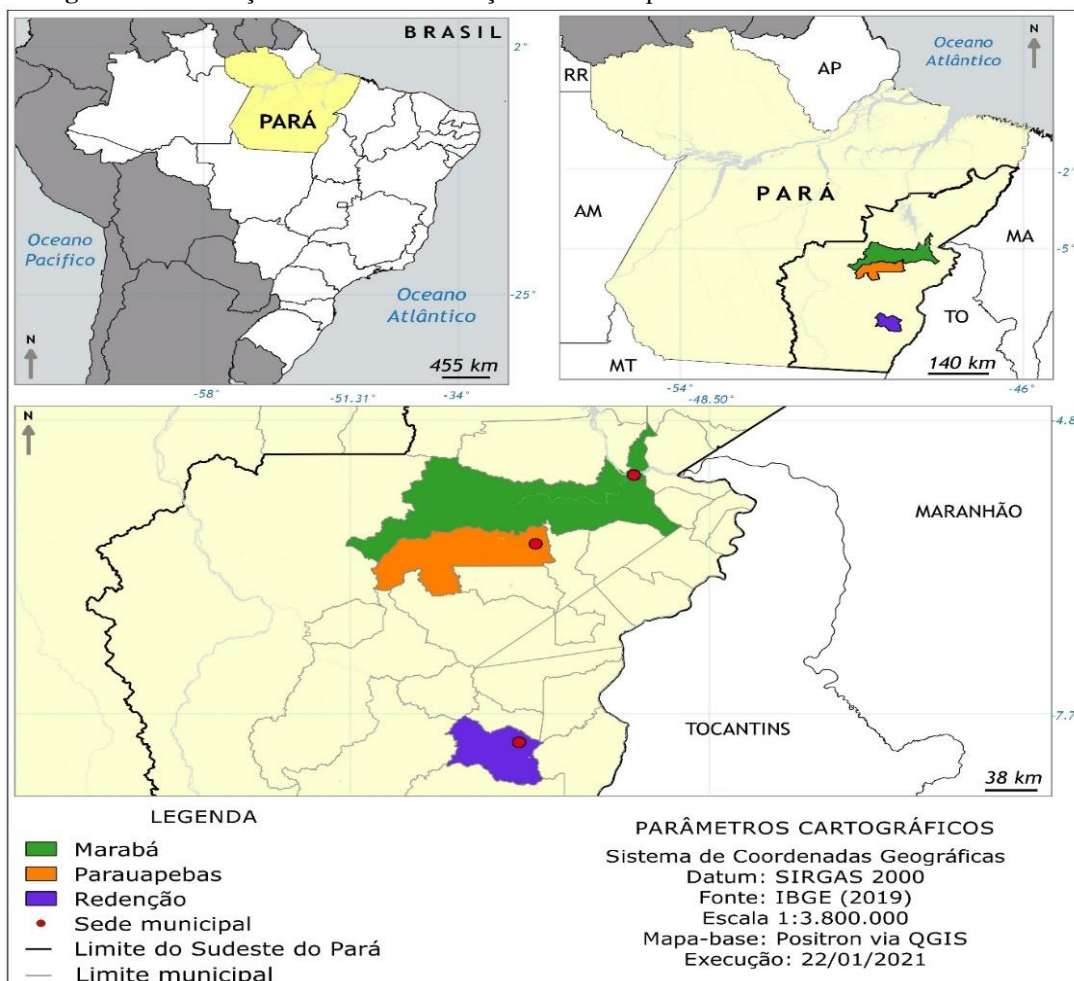 BRASIL
2°
PARÁ
Oceano
Pacífico
-25°
Oceano
Atlântico
N
455 km
-58°
-34°
RR
AP
Oceano
Atlântico
N
-2°
PARÁ
AM
MA
-5°
TO
MT
140 km
-54°
-46°
-51.31°
-48.50°
N
-4.8
MARANHÃO
-7.7
TOCANTINS
38 km
LEGENDA
Marabá
Parauapebas
Redenção
Sede municipal
Limite do Sudeste do Pará
Limite municipal
PARÂMETROS CARTOGRÁFICOS
Sistema de Coordenadas Geográficas
Datum: SIRGAS 2000
Fonte: IBGE (2019)
Escala 1:3.800.000
Mapa-base: Positron via QGIS
Execução: 22/01/2021